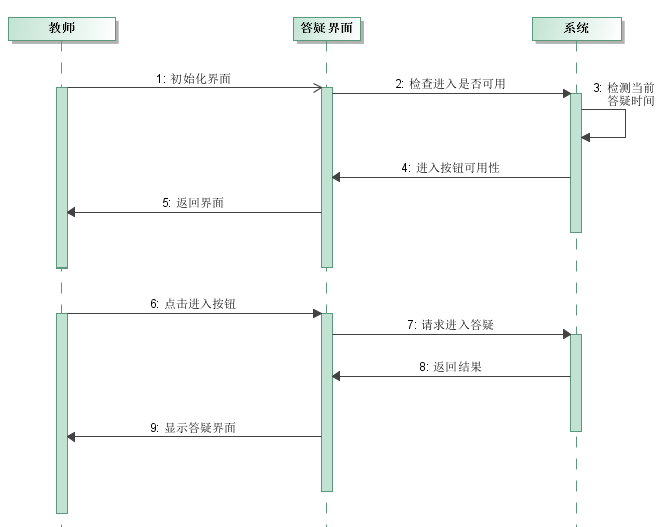 教师
答疑界面
系统
1: 初始化界面
2: 检查进入是否可用
3: 检测当前
答疑时间
4: 进入按钮可用性
5: 返回界面
6: 点击进入按钮
7: 请求进入答疑
8: 返回结果
9: 显示答疑界面